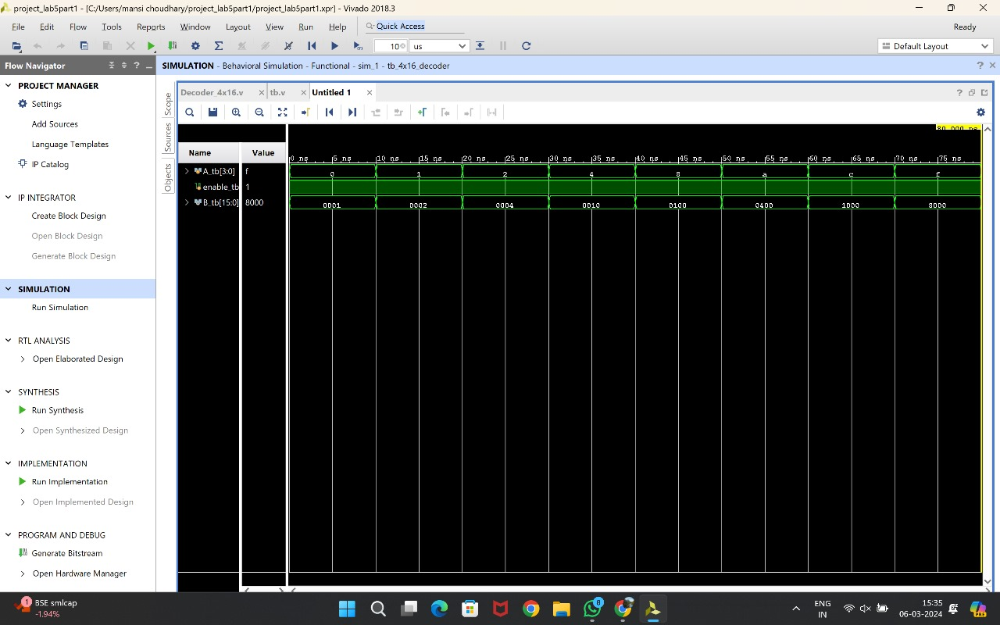 project_lab5part1 - [C:/Users/mansi choudhary/project_lab5part1/project_lab5part1.xpr] - Vivado 2018.3
File Edit Flow Tools Reports Window Layout View Run Help Quick Access Ready
10 us Default Layout
Flow Navigator
SIMULATION - Behavioral Simulation - Functional - sim_1 - tb_4x16_decoder
PROJECT MANAGER
Settings
Add Sources
Language Templates
IP Catalog
IP INTEGRATOR
Create Block Design
Open Block Design
Generate Block Design
SIMULATION
Run Simulation
RTL ANALYSIS
Open Elaborated Design
SYNTHESIS
Run Synthesis
Open Synthesized Design
IMPLEMENTATION
Run Implementation
Open Implemented Design
PROGRAM AND DEBUG
Generate Bitstream
Open Hardware Manager
Scope
Sources
Objects
Decoder_4x16.v tb.v Untitled 1
80.000 ns
Name Value
0 ns 5 ns 10 ns 15 ns 20 ns 25 ns 30 ns 35 ns 40 ns 45 ns 50 ns 55 ns 60 ns 65 ns 70 ns 75 ns
A_tb[3:0] f 0 1 2 4 8 a c f
enable_tb 1
B_tb[15:0] 8000 0001 0002 0004 0010 0100 0400 1000 8000
1
BSE smlcap
-1.94%
8
ENG
IN
15:35
06-03-2024
PRE